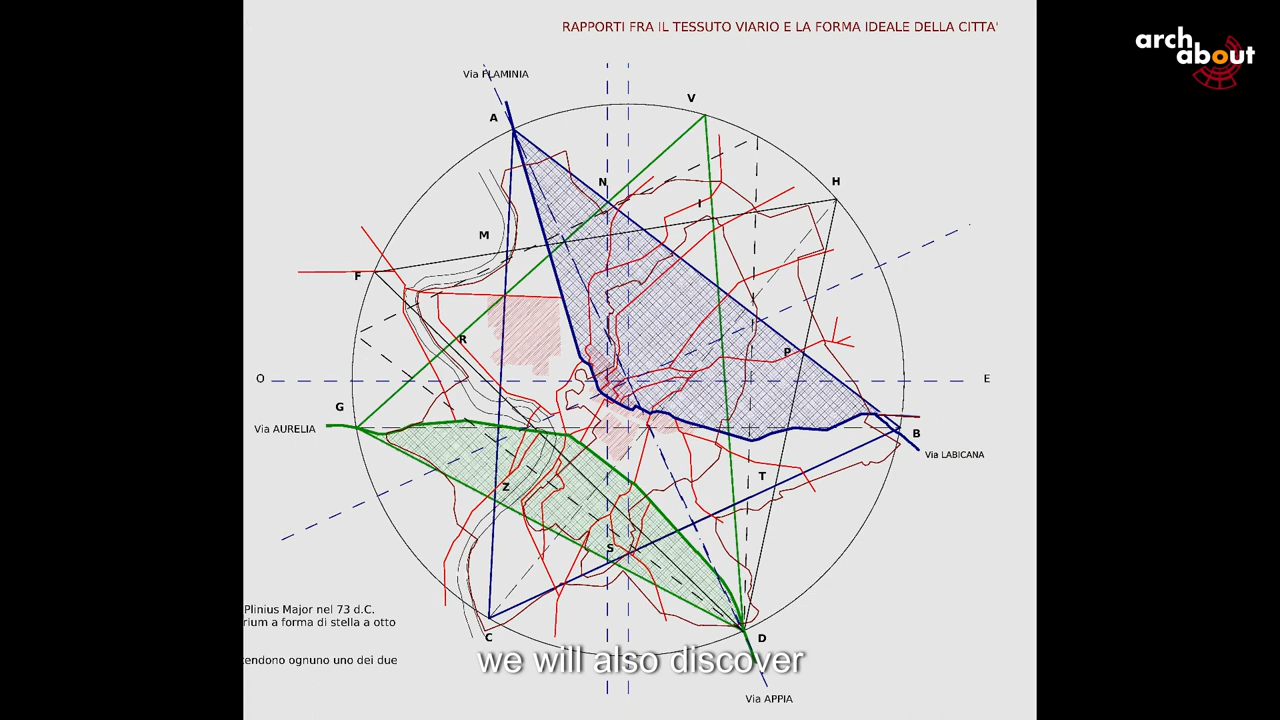 RAPPORTI FRA IL TESSUTO VIARIO E LA FORMA IDEALE DELLA CITTA'
arch
about
Via FLAMINIA
V
A
H
N
I
M
F
R
P
O
E
G
Via AURELIA
B
Via LABICANA
T
Z
S
Plinius Major nel 73 d.C.
rium a forma di stella a otto
C
D
tendono ognuno uno dei due
we will also discover
Via APPIA